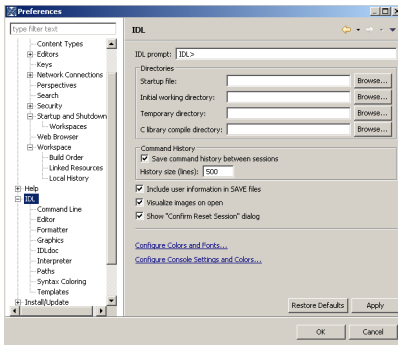 Preferences
type filter text
Content Types
Editors
Keys
Network Connections
Perspectives
Search
Security
Startup and Shutdown
Workspaces
Web Browser
Workspace
Build Order
Linked Resources
Local History
Help
IDL
Command Line
Editor
Formatter
Graphics
IDLdoc
Interpreter
Paths
Syntax Coloring
Templates
Install/Update
IDL
IDL prompt: IDL>
Directories
Startup file: Browse...
Initial working directory: Browse...
Temporary directory: Browse...
C library compile directory: Browse...
Command History
Save command history between sessions
History size (lines): 500
Include user information in SAVE files
Visualize images on open
Show "Confirm Reset Session" dialog
Configure Colors and Fonts...
Configure Console Settings and Colors...
Restore Defaults Apply
OK Cancel